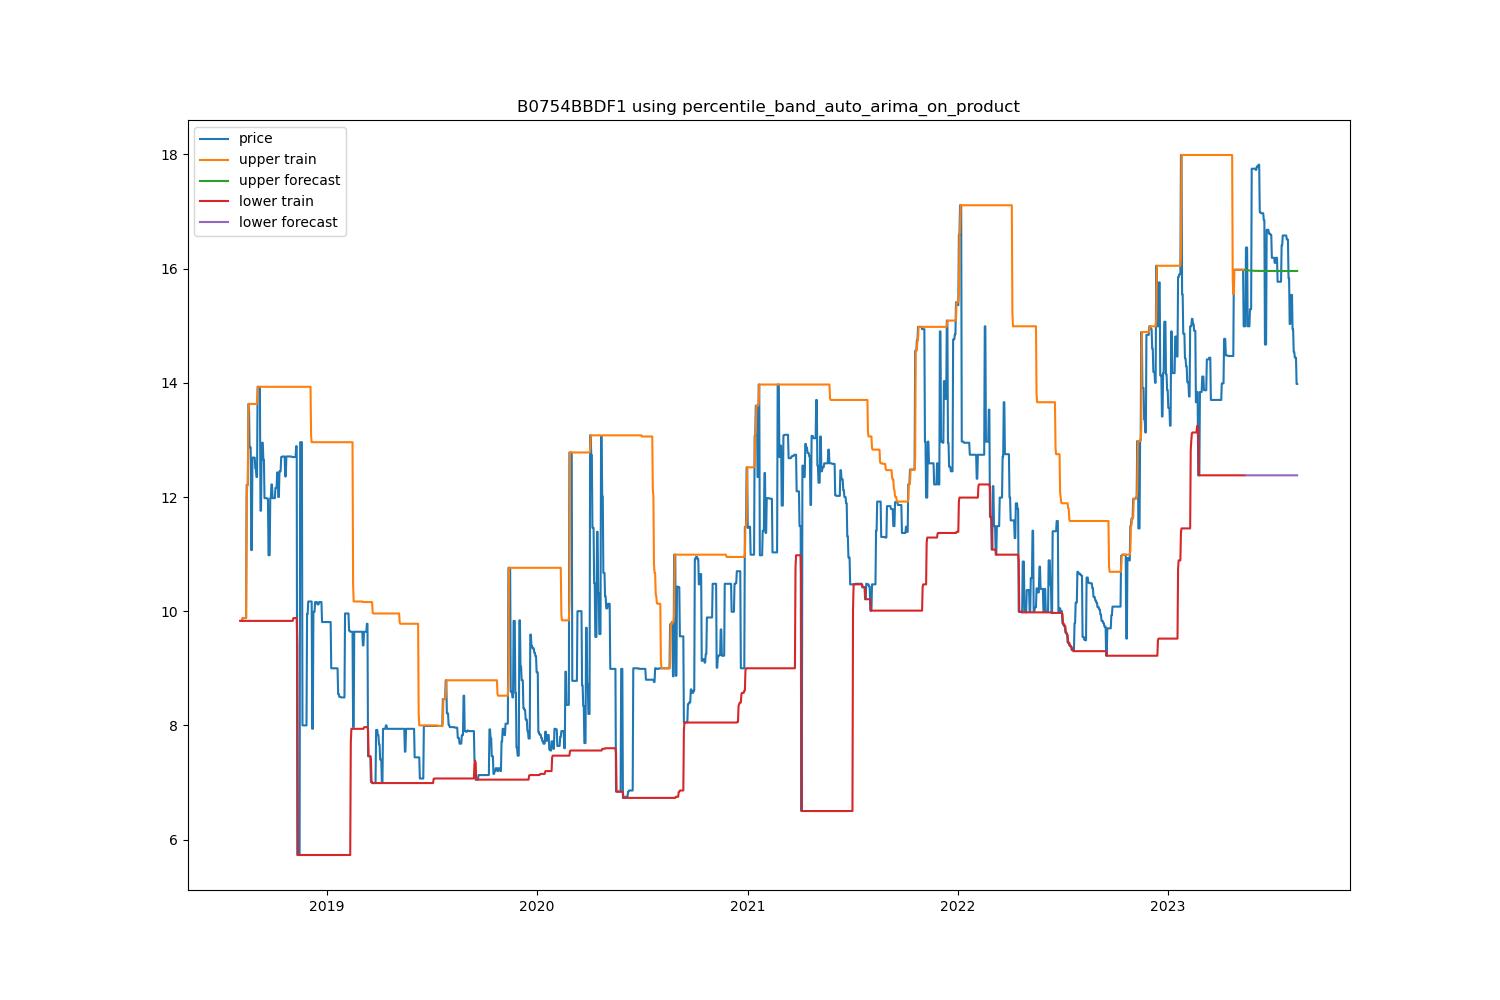 B0754BBDF1 using percentile_band_auto_arima_on_product
price
upper train
upper forecast
lower train
lower forecast
18
16
14
12
10
8
6
2019 2020 2021 2022 2023